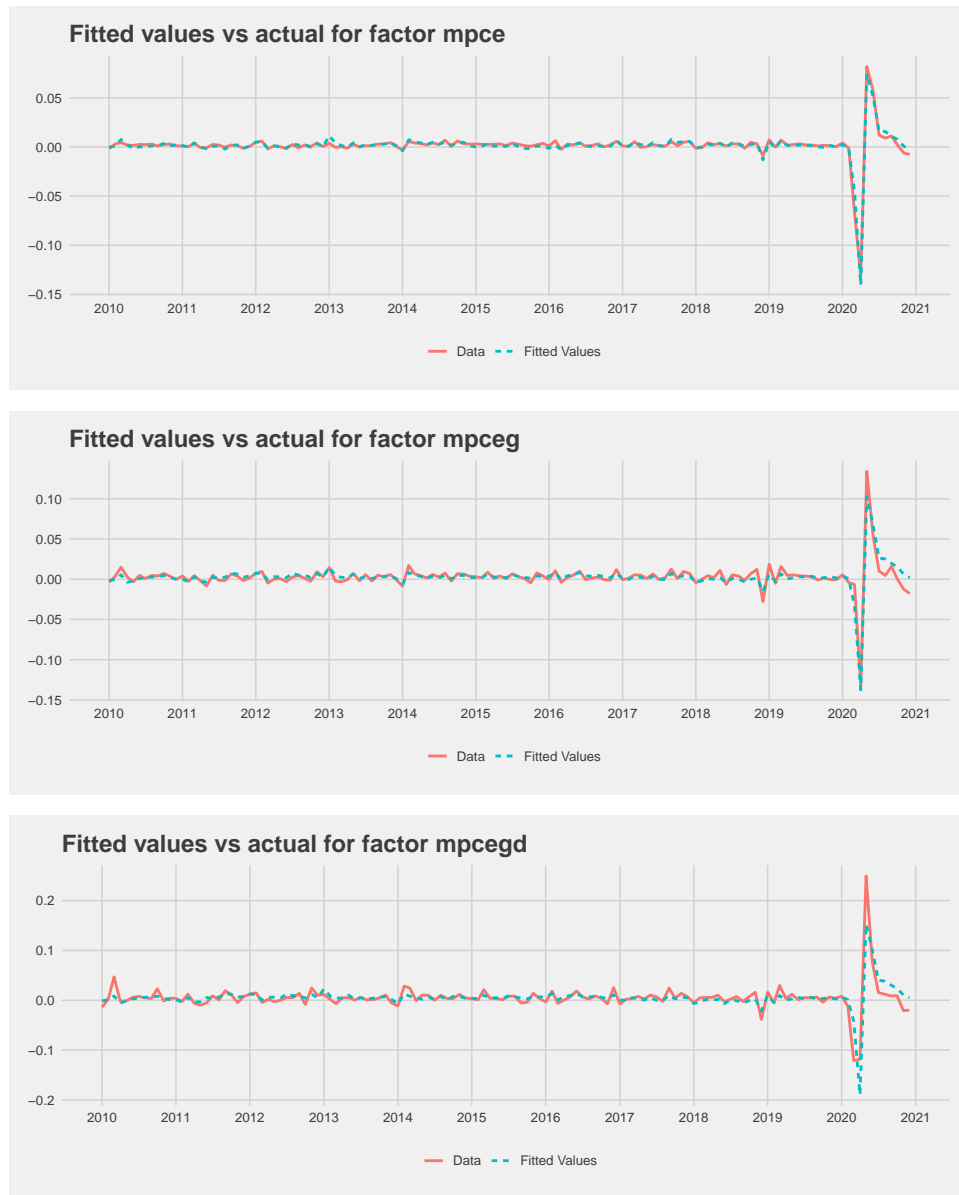 Fitted values vs actual for factor mpce
0.05
0.00
−0.05
−0.10
−0.15
2010 2011 2012 2013 2014 2015 2016 2017 2018 2019 2020 2021
Data Fitted Values
Fitted values vs actual for factor mpceg
0.10
0.05
0.00
−0.05
−0.10
−0.15
2010 2011 2012 2013 2014 2015 2016 2017 2018 2019 2020 2021
Data Fitted Values
Fitted values vs actual for factor mpcegd
0.2
0.1
0.0
−0.1
−0.2
2010 2011 2012 2013 2014 2015 2016 2017 2018 2019 2020 2021
Data Fitted Values